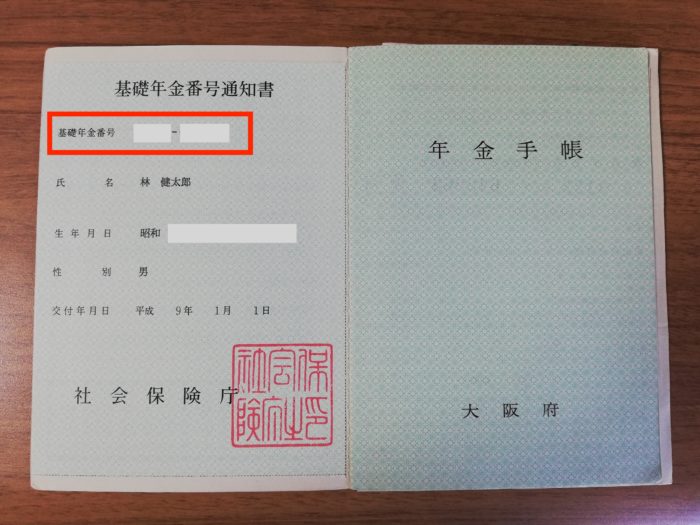 基礎年金番号通知書
基礎年金番号 -
氏 名 林 健太郎
生年月日 昭和
性 別 男
交付年月日 平成 9年 1月 1日
社会保険庁
年金手帳
大阪府